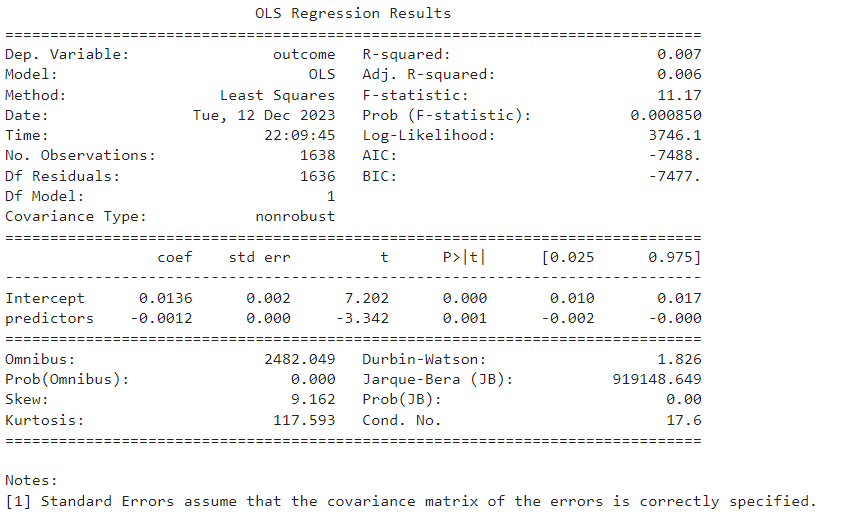 OLS Regression Results
==============================================================================
Dep. Variable:                outcome   R-squared:                       0.007
Model:                            OLS   Adj. R-squared:                  0.006
Method:                 Least Squares   F-statistic:                     11.17
Date:                Tue, 12 Dec 2023   Prob (F-statistic):           0.000850
Time:                        22:09:45   Log-Likelihood:                 3746.1
No. Observations:                1638   AIC:                            -7488.
Df Residuals:                    1636   BIC:                            -7477.
Df Model:                           1
Covariance Type:            nonrobust
==============================================================================
                 coef    std err          t      P>|t|      [0.025      0.975]
------------------------------------------------------------------------------
Intercept      0.0136      0.002      7.202      0.000       0.010       0.017
predictors    -0.0012      0.000     -3.342      0.001      -0.002      -0.000
==============================================================================
Omnibus:                     2482.049   Durbin-Watson:                   1.826
Prob(Omnibus):                  0.000   Jarque-Bera (JB):           919148.649
Skew:                           9.162   Prob(JB):                         0.00
Kurtosis:                     117.593   Cond. No.                         17.6
==============================================================================

Notes:
[1] Standard Errors assume that the covariance matrix of the errors is correctly specified.